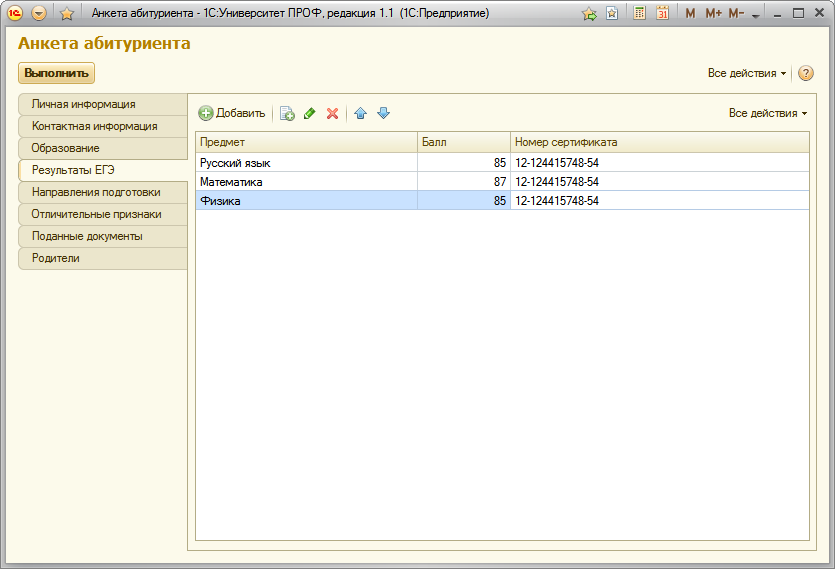 Анкета абитуриента - 1С:Университет ПРОФ, редакция 1.1 (1С:Предприятие)
31 M M+ M-
Анкета абитуриента
Выполнить
Все действия
?
Личная информация
Контактная информация
Образование
Результаты ЕГЭ
Направления подготовки
Отличительные признаки
Поданные документы
Родители
Добавить
Все действия
Предмет Балл Номер сертификата
Русский язык 85 12-124415748-54
Математика 87 12-124415748-54
Физика 85 12-124415748-54